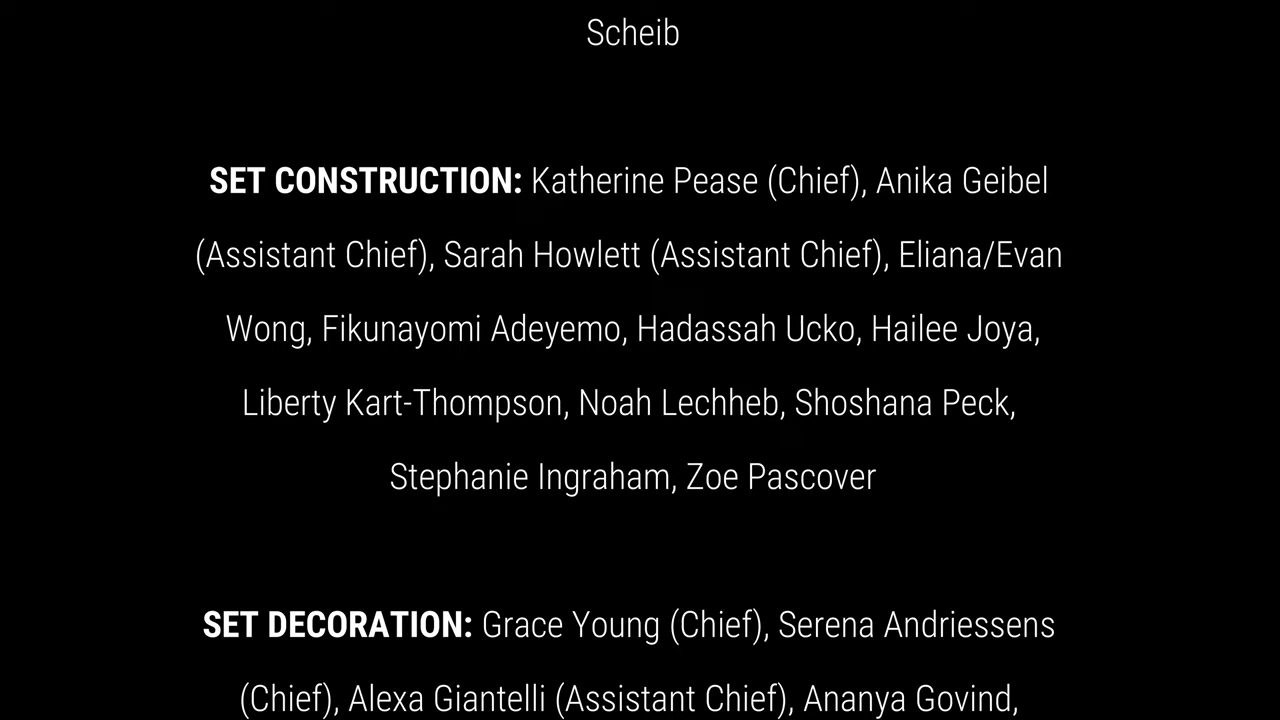 Scheib
SET CONSTRUCTION: Katherine Pease (Chief), Anika Geibel
(Assistant Chief), Sarah Howlett (Assistant Chief), Eliana/Evan
Wong, Fikunayomi Adeyemo, Hadassah Ucko, Hailee Joya,
Liberty Kart-Thompson, Noah Lechheb, Shoshana Peck,
Stephanie Ingraham, Zoe Pascover
SET DECORATION: Grace Young (Chief), Serena Andriessens
(Chief), Alexa Giantelli (Assistant Chief), Ananya Govind,